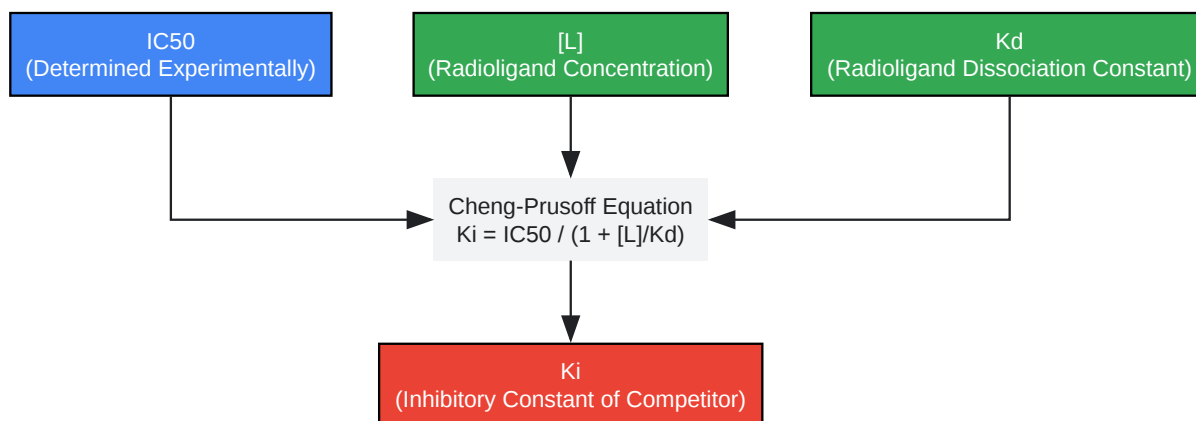 IC50
(Determined Experimentally)
[L]
(Radioligand Concentration)
Kd
(Radioligand Dissociation Constant)
Cheng-Prusoff Equation
Ki = IC50 / (1 + [L]/Kd)
Ki
(Inhibitory Constant of Competitor)